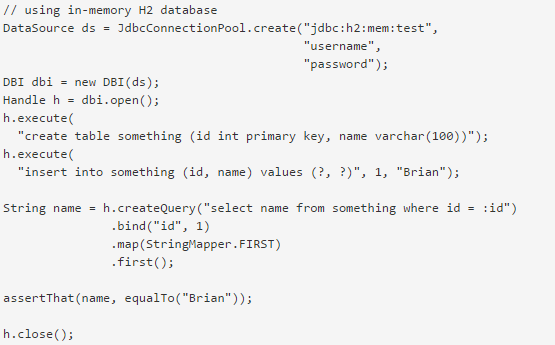 // using in-memory H2 database
DataSource ds = JdbcConnectionPool.create("jdbc:h2:mem:test",
                                          "username",
                                          "password");
DBI dbi = new DBI(ds);
Handle h = dbi.open();
h.execute(
  "create table something (id int primary key, name varchar(100))");
h.execute(
  "insert into something (id, name) values (?, ?)", 1, "Brian");

String name = h.createQuery("select name from something where id = :id")
               .bind("id", 1)
               .map(StringMapper.FIRST)
               .first();

assertThat(name, equalTo("Brian"));

h.close();